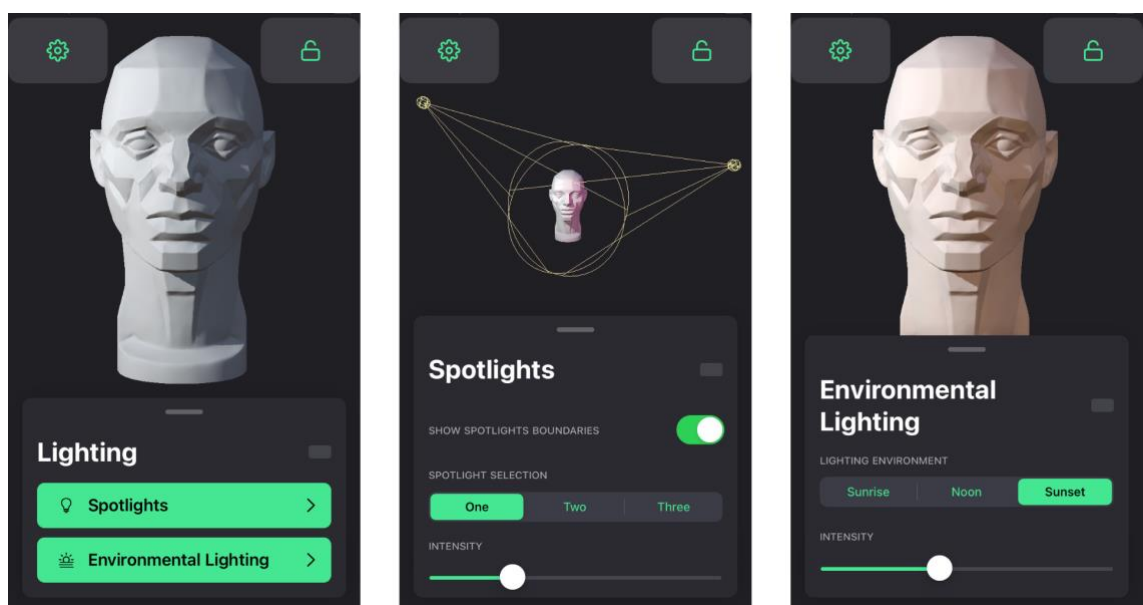 Lighting
Spotlights
Environmental Lighting
Spotlights
SHOW SPOTLIGHTS BOUNDARIES
SPOTLIGHT SELECTION
One Two Three
INTENSITY
Environmental
Lighting
LIGHTING ENVIRONMENT
Sunrise Noon Sunset
INTENSITY